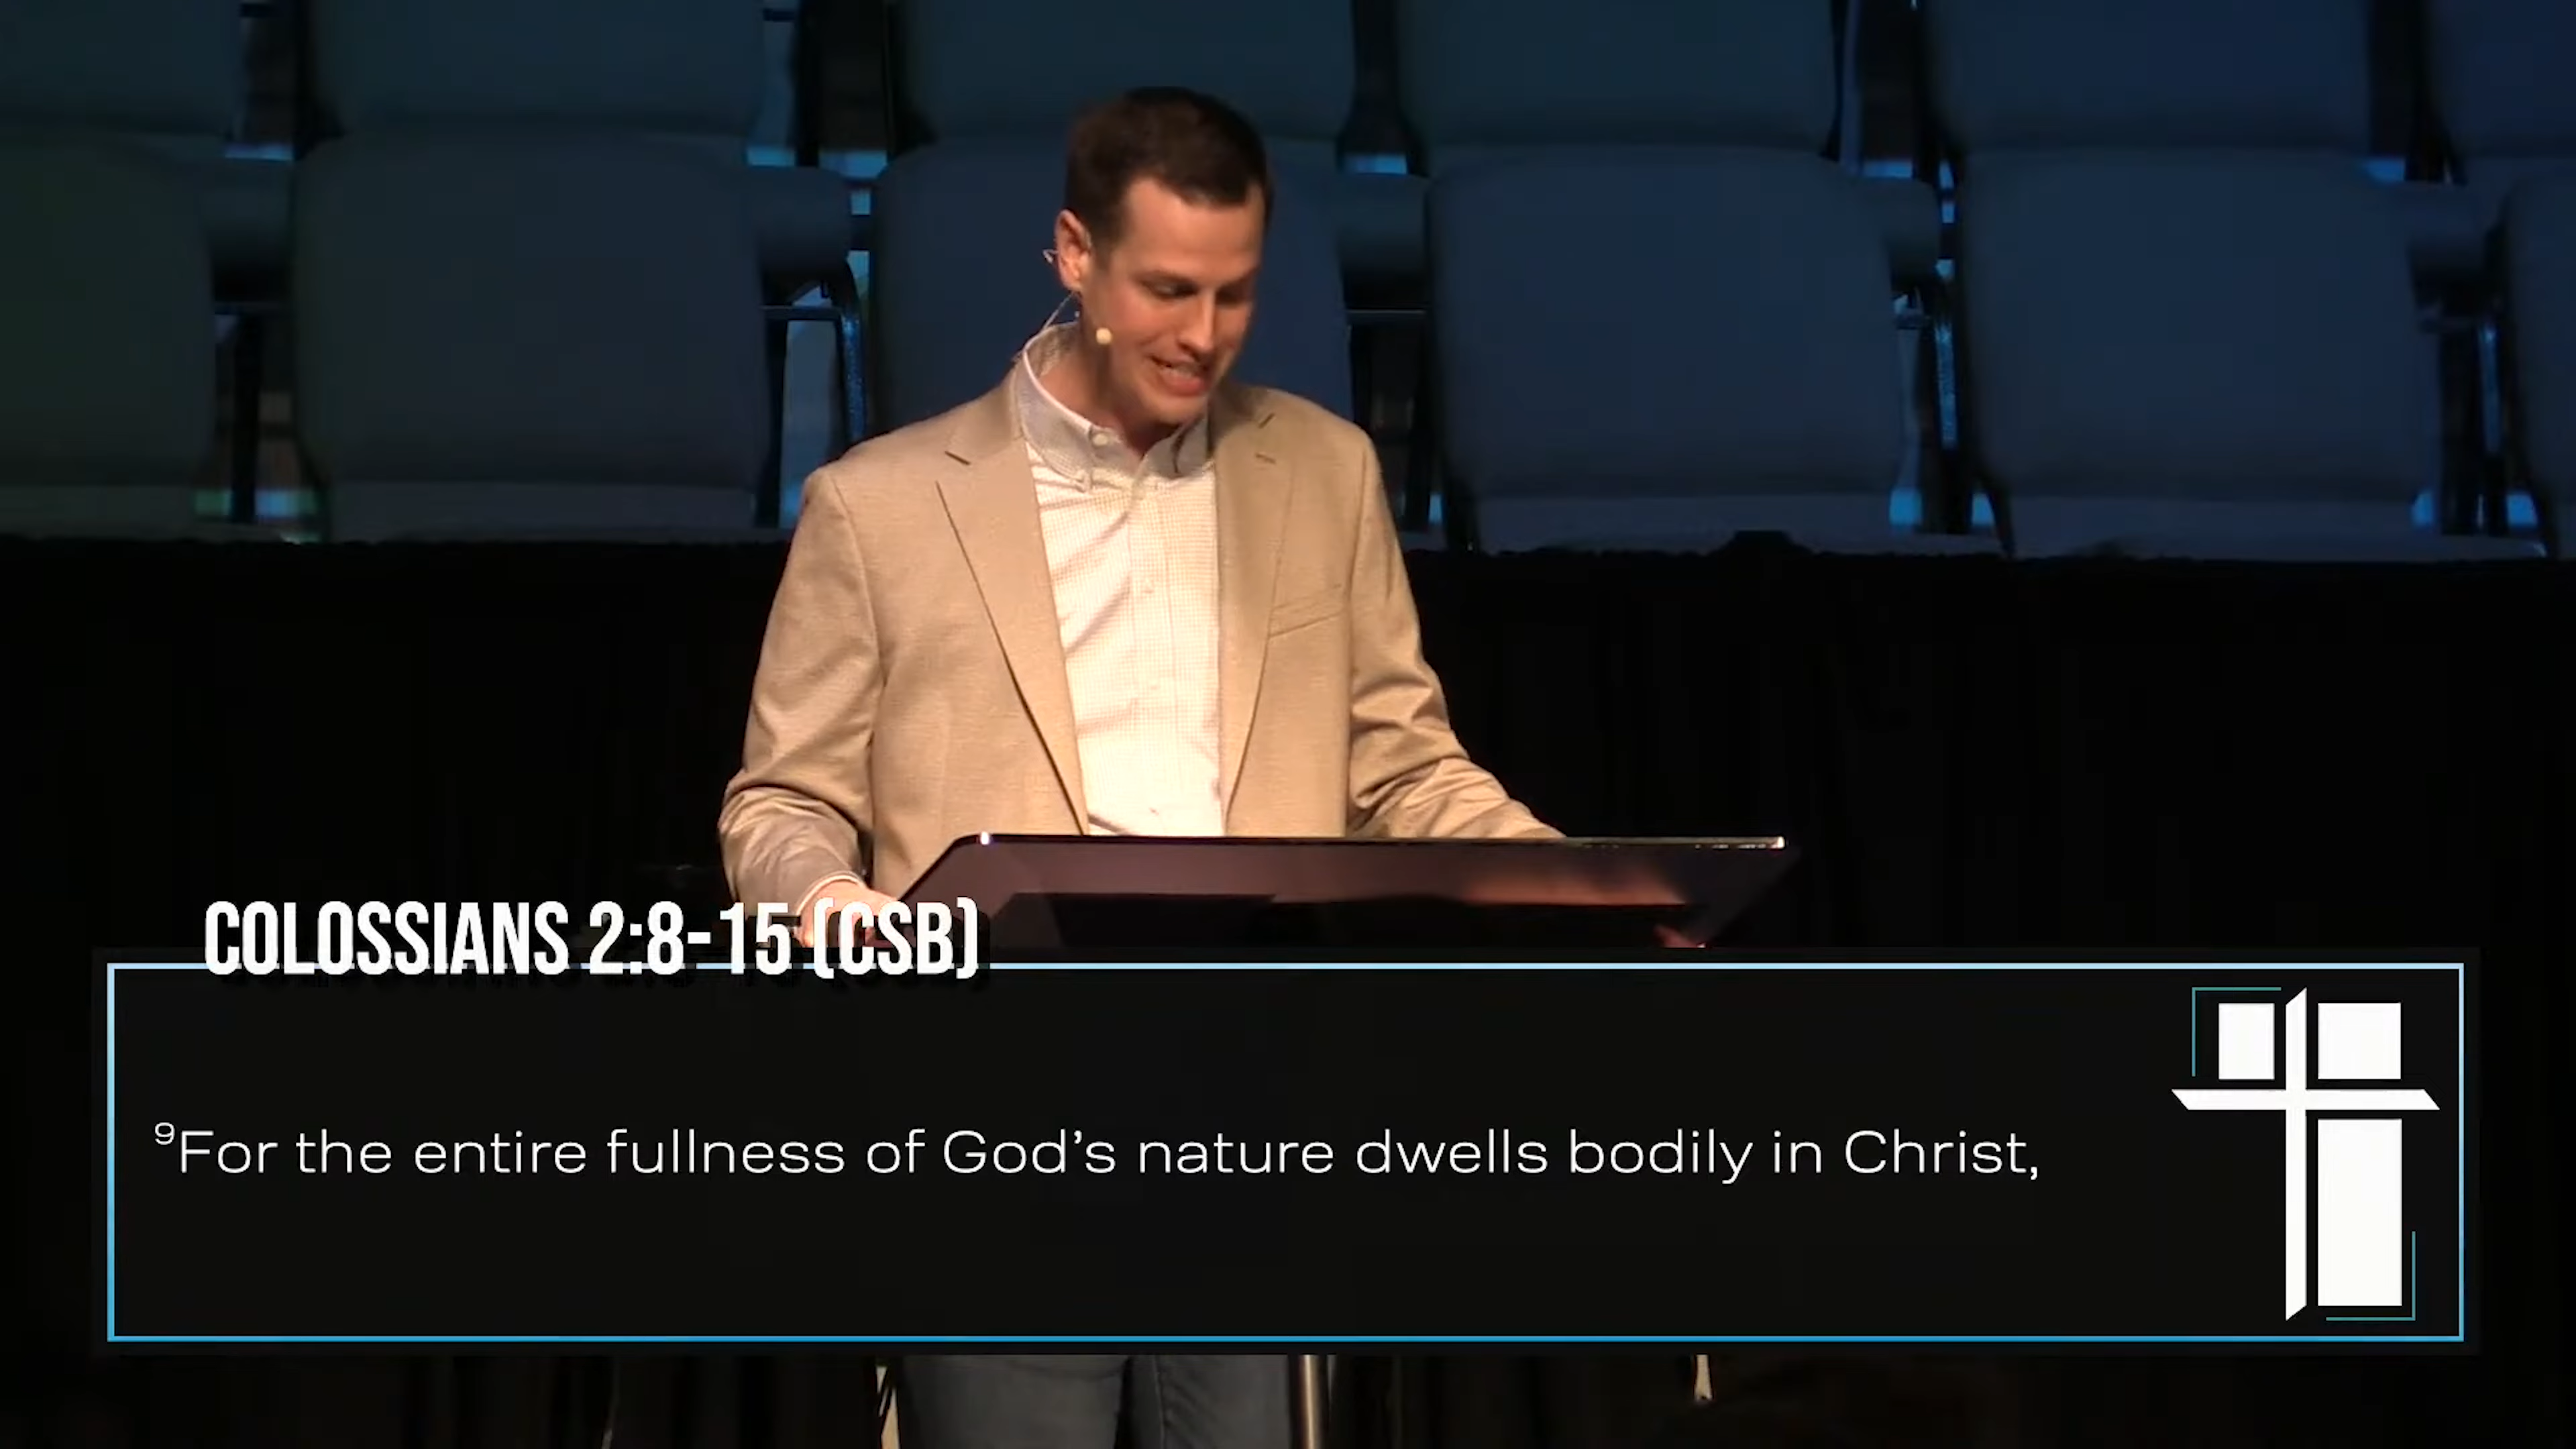 COLOSSIANS 2:8-15 (CSB)
⁹For the entire fullness of God’s nature dwells bodily in Christ,